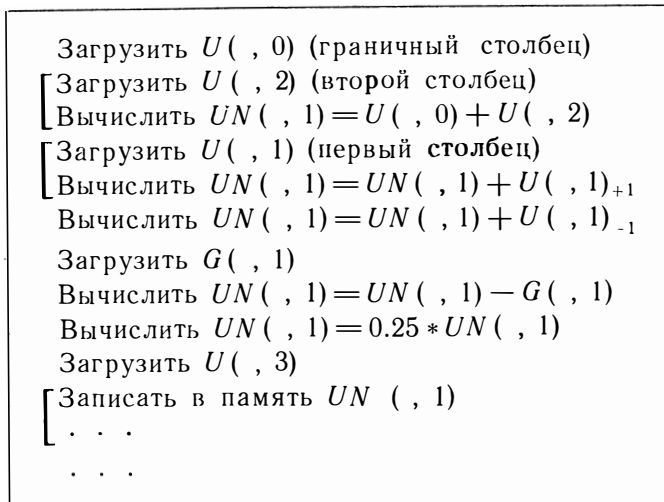 Загрузить U( , 0) (граничный столбец)
Загрузить U( , 2) (второй столбец)
Вычислить UN( , 1)=U( , 0)+U( , 2)
Загрузить U( , 1) (первый столбец)
Вычислить UN( , 1)=UN( , 1)+U( , 1)₊₁
Вычислить UN( , 1)=UN( , 1)+U( , 1)₋₁
Загрузить G( , 1)
Вычислить UN( , 1)=UN( , 1)−G( , 1)
Вычислить UN( , 1)=0.25*UN( , 1)
Загрузить U( , 3)
Записать в память UN ( , 1)
. . .
. . .